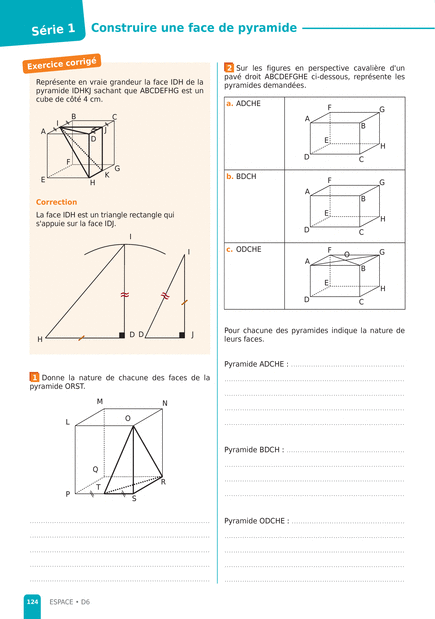 Série 1
Construire une face de pyramide
Exercice corrigé
Représente en vraie grandeur la face IDH de la
pyramide IDHKJ sachant que ABCDEFHG est un
cube de côté 4 cm.
B
C
I
A
J
D
F
G
K
E
H
Correction
La face IDH est un triangle rectangle qui
s'appuie sur la face IDJ.
I
I
H
D
D
J
1 Donne la nature de chacune des faces de la
pyramide ORST.
M
N
L
O
Q
R
T
P
S
2 Sur les figures en perspective cavalière d'un
pavé droit ABCDEFGHE ci-dessous, représente les
pyramides demandées.
a. ADCHE
F
G
A
B
E
H
D
C
b. BDCH
F
G
A
B
E
H
D
C
c. ODCHE
F
O
G
A
B
E
H
D
C
Pour chacune des pyramides indique la nature de
leurs faces.
Pyramide ADCHE :
Pyramide BDCH :
Pyramide ODCHE :
124
ESPACE • D6